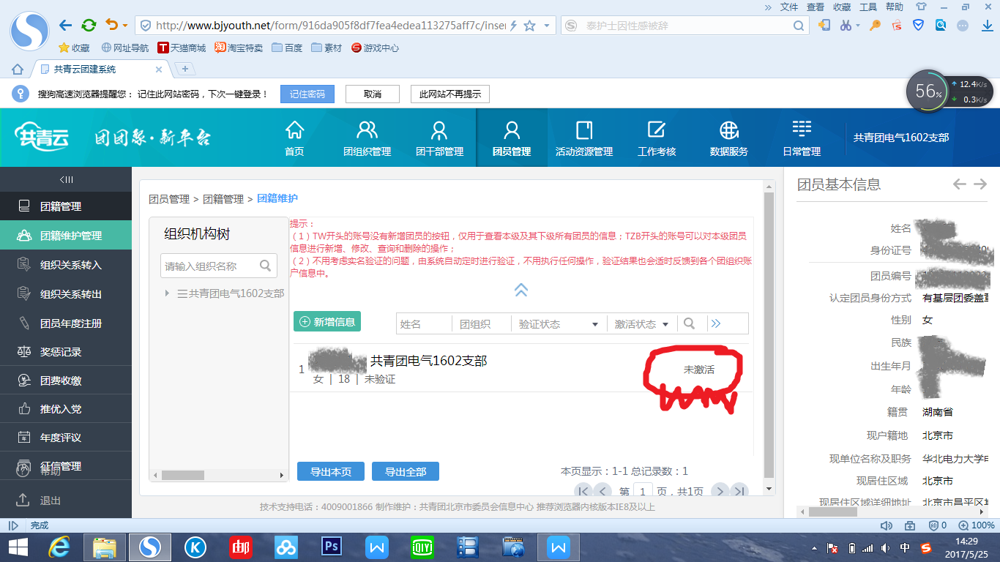 文件 查看 收藏 工具 帮助
http://www.bjyouth.net/form/916da905f8df7fea4edea113275aff7c/inser
泰护士因性感被辞
收藏 网址导航 T 天猫商城 淘 淘宝特卖 百度 素材 游戏中心
共青云团建系统
搜狗高速浏览器提醒您： 记住此网站密码，下次一键登录！ 记住密码 取消 此网站不再提示
56% 12.4K/s
0.3K/s
共青云 团团聚·新平台
首页 团组织管理 团干部管理 团员管理 活动资源管理 工作考核 数据服务 日常管理
共青团电气1602支部
团籍管理
团籍维护管理
组织关系转入
组织关系转出
团员年度注册
奖惩记录
团费收缴
推优入党
年度评议
征信管理
帮助
退出
团员管理 > 团籍管理 > 团籍维护
组织机构树
请输入组织名称
共青团电气1602支部
提示：
（1）TW开头的账号没有新增团员的按钮，仅用于查看本级及其下级所有团员的信息；TZB开头的账号可以对本级团员
信息进行新增、修改、查询和删除的操作；
（2）不用考虑实名验证的问题，由系统自动定时进行验证，不用执行任何操作，验证结果也会适时反馈到各个团组织账
户信息中。
新增信息 姓名 团组织 验证状态 激活状态
1 共青团电气1602支部 未激活
女 | 18 | 未验证
导出本页 导出全部 本页显示：1-1 总记录数：1
第 1 页，共1页
技术支持电话：4009001866 制作维护：共青团北京市委员会信息中心 推荐浏览器内核版本IE8及以上
团员基本信息
姓名
身份证号
团员编号
认定团员身份方式 有基层团委盖章
性别 女
民族
出生年月
年龄
籍贯 湖南省
现户籍地 北京市
现单位名称及职务 华北电力大学电
现居住区域 北京市
现居住区域详细地址 北京市昌平区
完成 0 100%
K 邮 Ps W iQIY W
中 S 14:29
2017/5/25